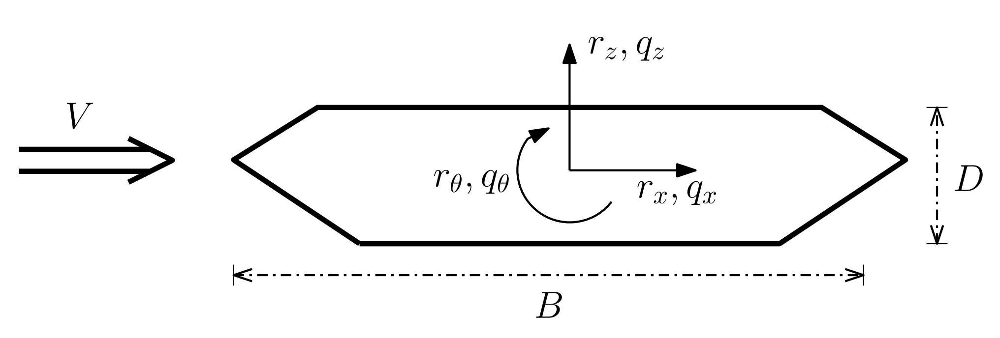 r_z, q_z
V
r_θ, q_θ
r_x, q_x
D
B